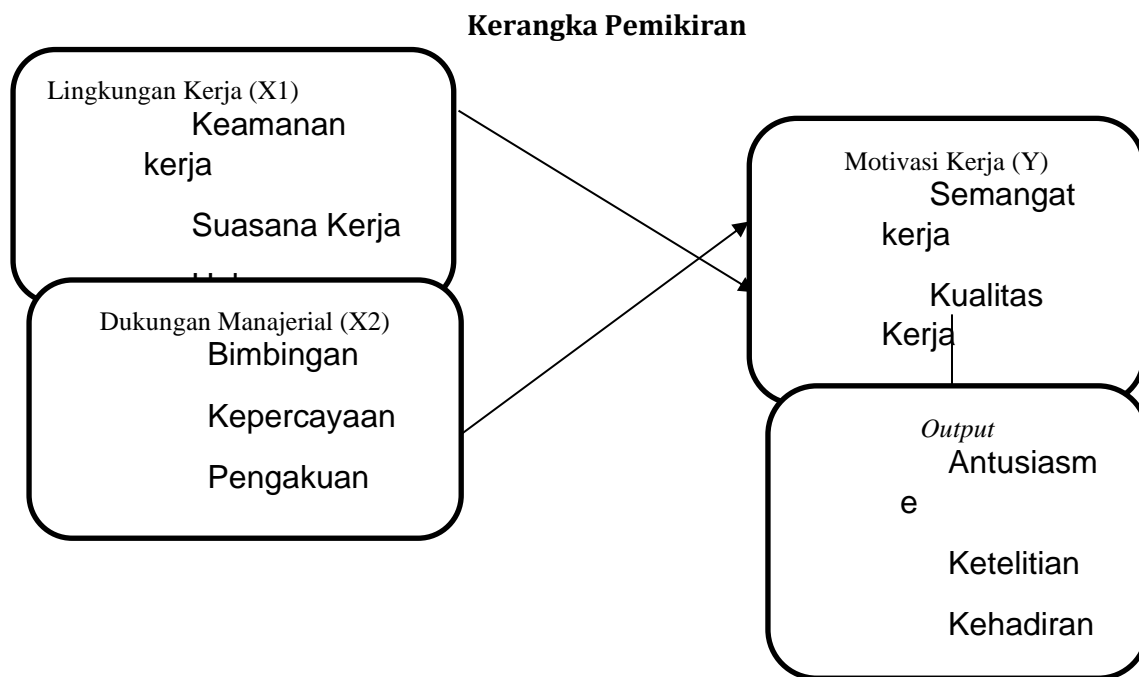 Kerangka Pemikiran
Lingkungan Kerja (X1)
Keamanan
kerja
Suasana Kerja
Dukungan Manajerial (X2)
Bimbingan
Kepercayaan
Pengakuan
Motivasi Kerja (Y)
Semangat
kerja
Kualitas
Kerja
Output
Antusiasm
e
Ketelitian
Kehadiran